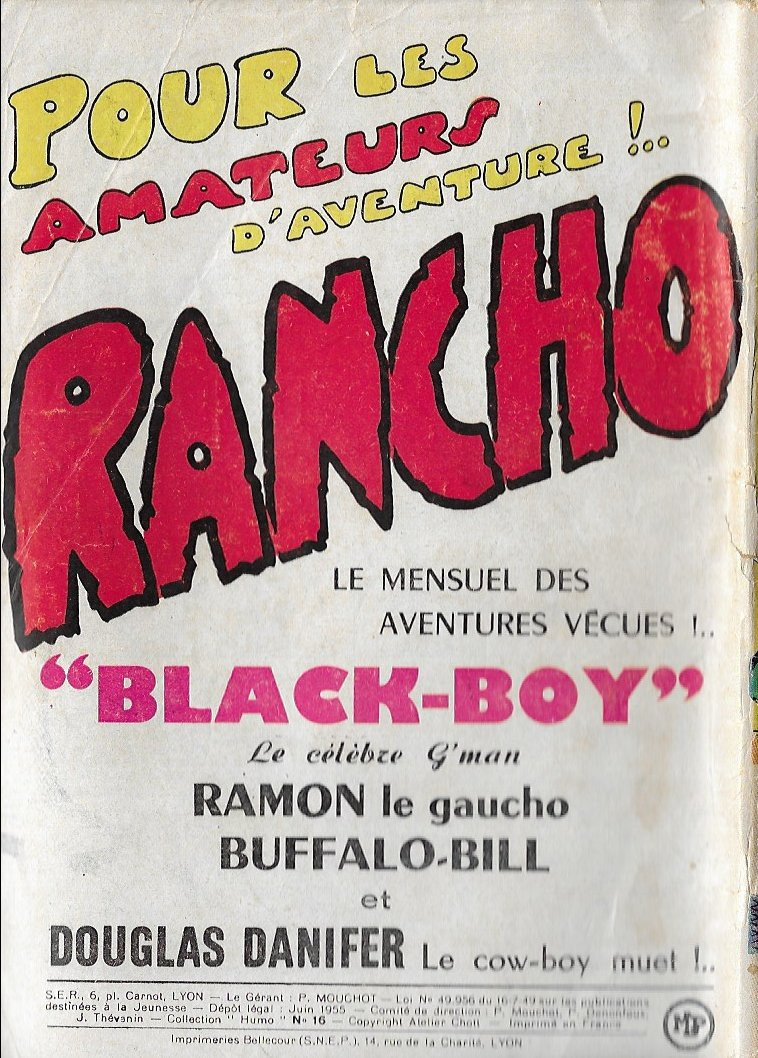 POUR LES
AMATEURS
D'AVENTURE !..
RANCHO
LE MENSUEL DES
AVENTURES VÉCUES !..
“BLACK-BOY”
Le célèbre G'man
RAMON le gaucho
BUFFALO-BILL
et
DOUGLAS DANIFER Le cow-boy muet !..
S.E.R., 6, pl. Carnot, LYON — Le Gérant : P. MOUCHOT — Loi No 49.956 du 16/7/49 sur les publications
destinées à la Jeunesse — Dépôt légal : Juin 1955 — Comité de direction : P. Mouchot,
J. Thévenin — Collection " Humo " No 16 — Copyright Atelier Chott — Imprimé en France
Imprimeries Bellecour (S.N.E.P.), 14, rue de la Charité, LYON